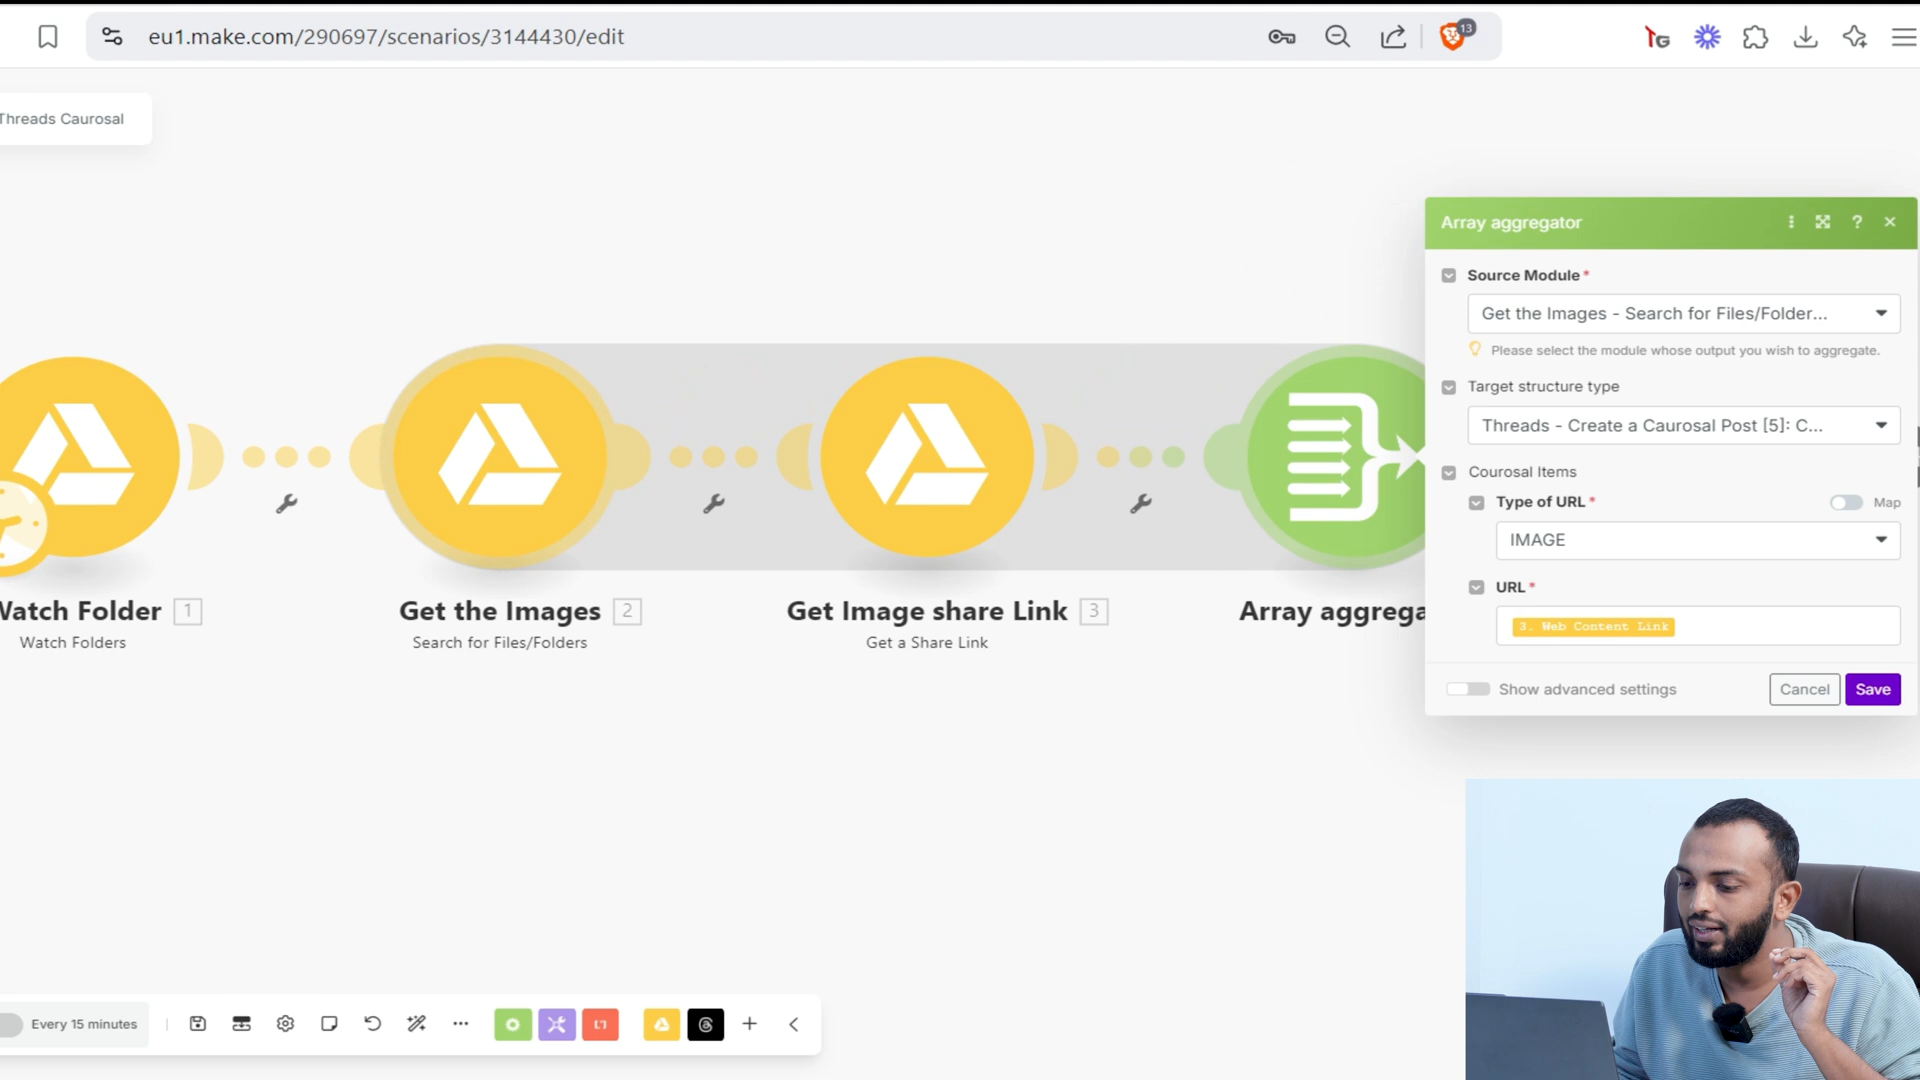 eu1.make.com/290697/scenarios/3144430/edit
13
Threads Caurosal
Array aggregator
Source Module *
Get the Images - Search for Files/Folder...
Please select the module whose output you wish to aggregate.
Target structure type
Threads - Create a Caurosal Post [5]: C...
Courosal Items
Type of URL *
Map
IMAGE
URL *
3. Web Content Link
Show advanced settings
Cancel
Save
Watch Folder 1
Watch Folders
Get the Images 2
Search for Files/Folders
Get Image share Link 3
Get a Share Link
Array aggrega
Every 15 minutes